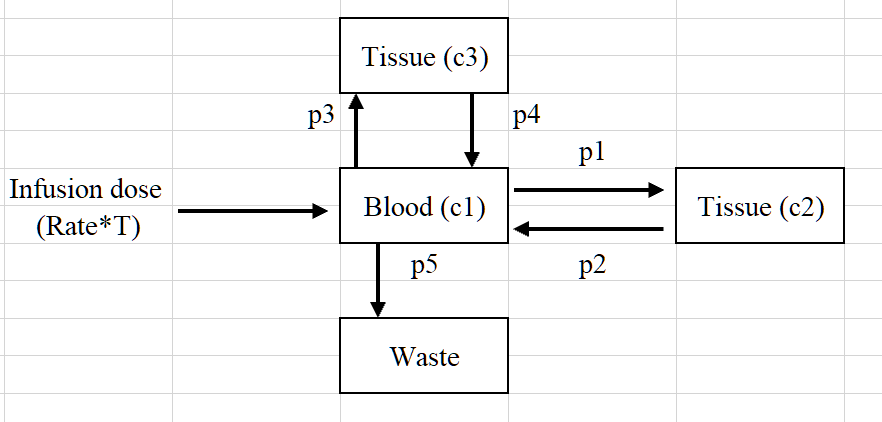 Tissue (c3)
p3
p4
p1
Infusion dose
(Rate*T)
Blood (c1)
Tissue (c2)
p5
p2
Waste